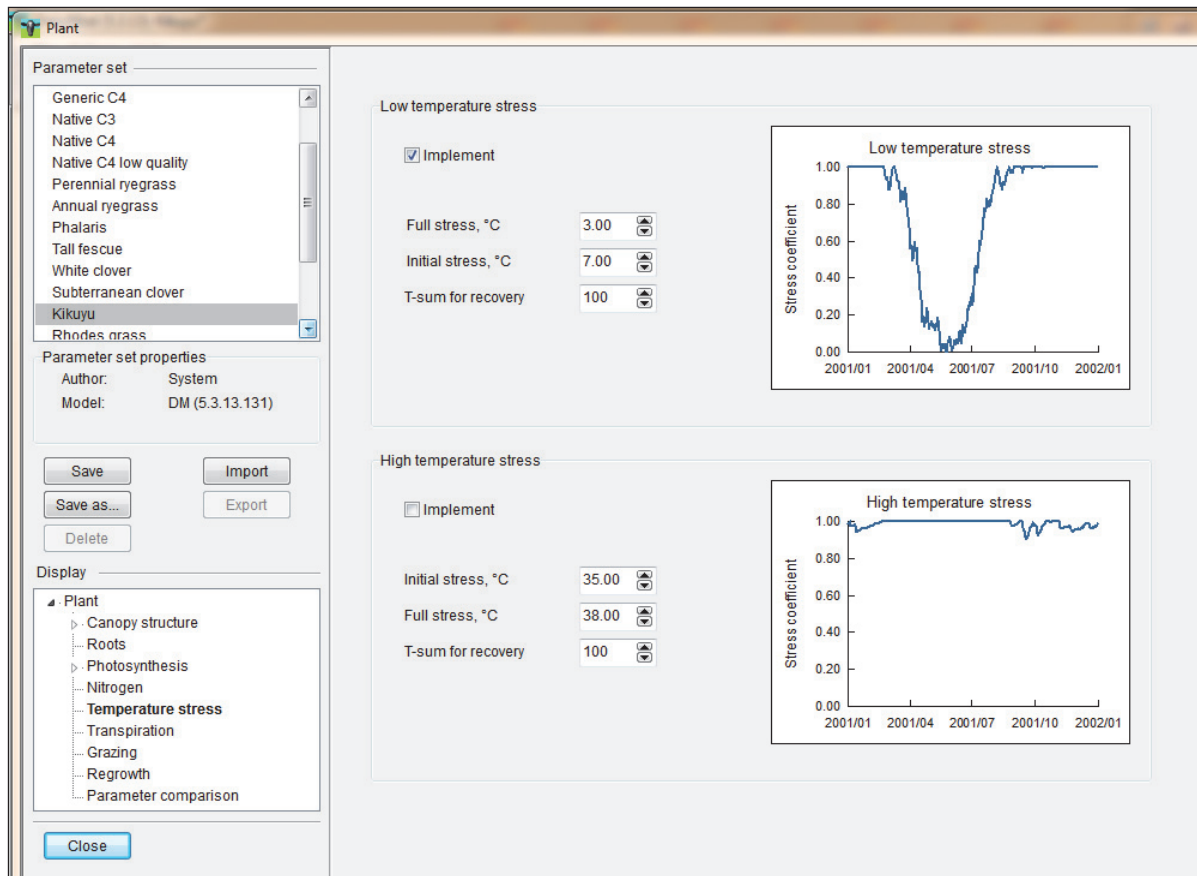 Plant
Parameter set
Generic C4
Native C3
Native C4
Native C4 low quality
Perennial ryegrass
Annual ryegrass
Phalaris
Tall fescue
White clover
Subterranean clover
Kikuyu
Rhodes grass
Parameter set properties
Author: System
Model: DM (5.3.13.131)
Save Import
Save as... Export
Delete
Display
Plant
Canopy structure
Roots
Photosynthesis
Nitrogen
Temperature stress
Transpiration
Grazing
Regrowth
Parameter comparison
Close
Low temperature stress
Implement
Full stress, °C 3.00
Initial stress, °C 7.00
T-sum for recovery 100
Low temperature stress
Stress coefficient
1.00
0.80
0.60
0.40
0.20
0.00
2001/01 2001/04 2001/07 2001/10 2002/01
High temperature stress
Implement
Initial stress, °C 35.00
Full stress, °C 38.00
T-sum for recovery 100
High temperature stress
Stress coefficient
1.00
0.80
0.60
0.40
0.20
0.00
2001/01 2001/04 2001/07 2001/10 2002/01